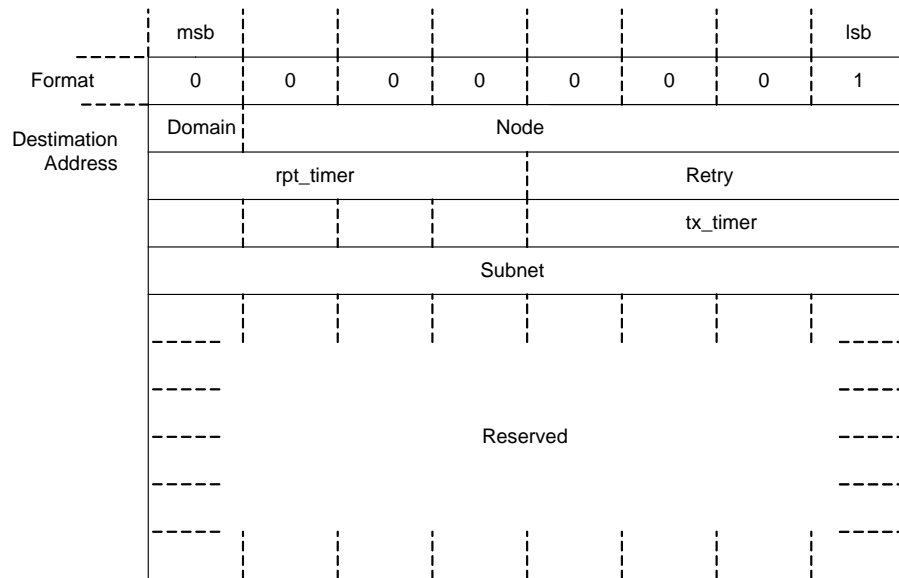 msb lsb
Format 0 0 0 0 0 0 0 1
Destimation
Address
Domain Node
rpt_timer Retry
tx_timer
Subnet
Reserved